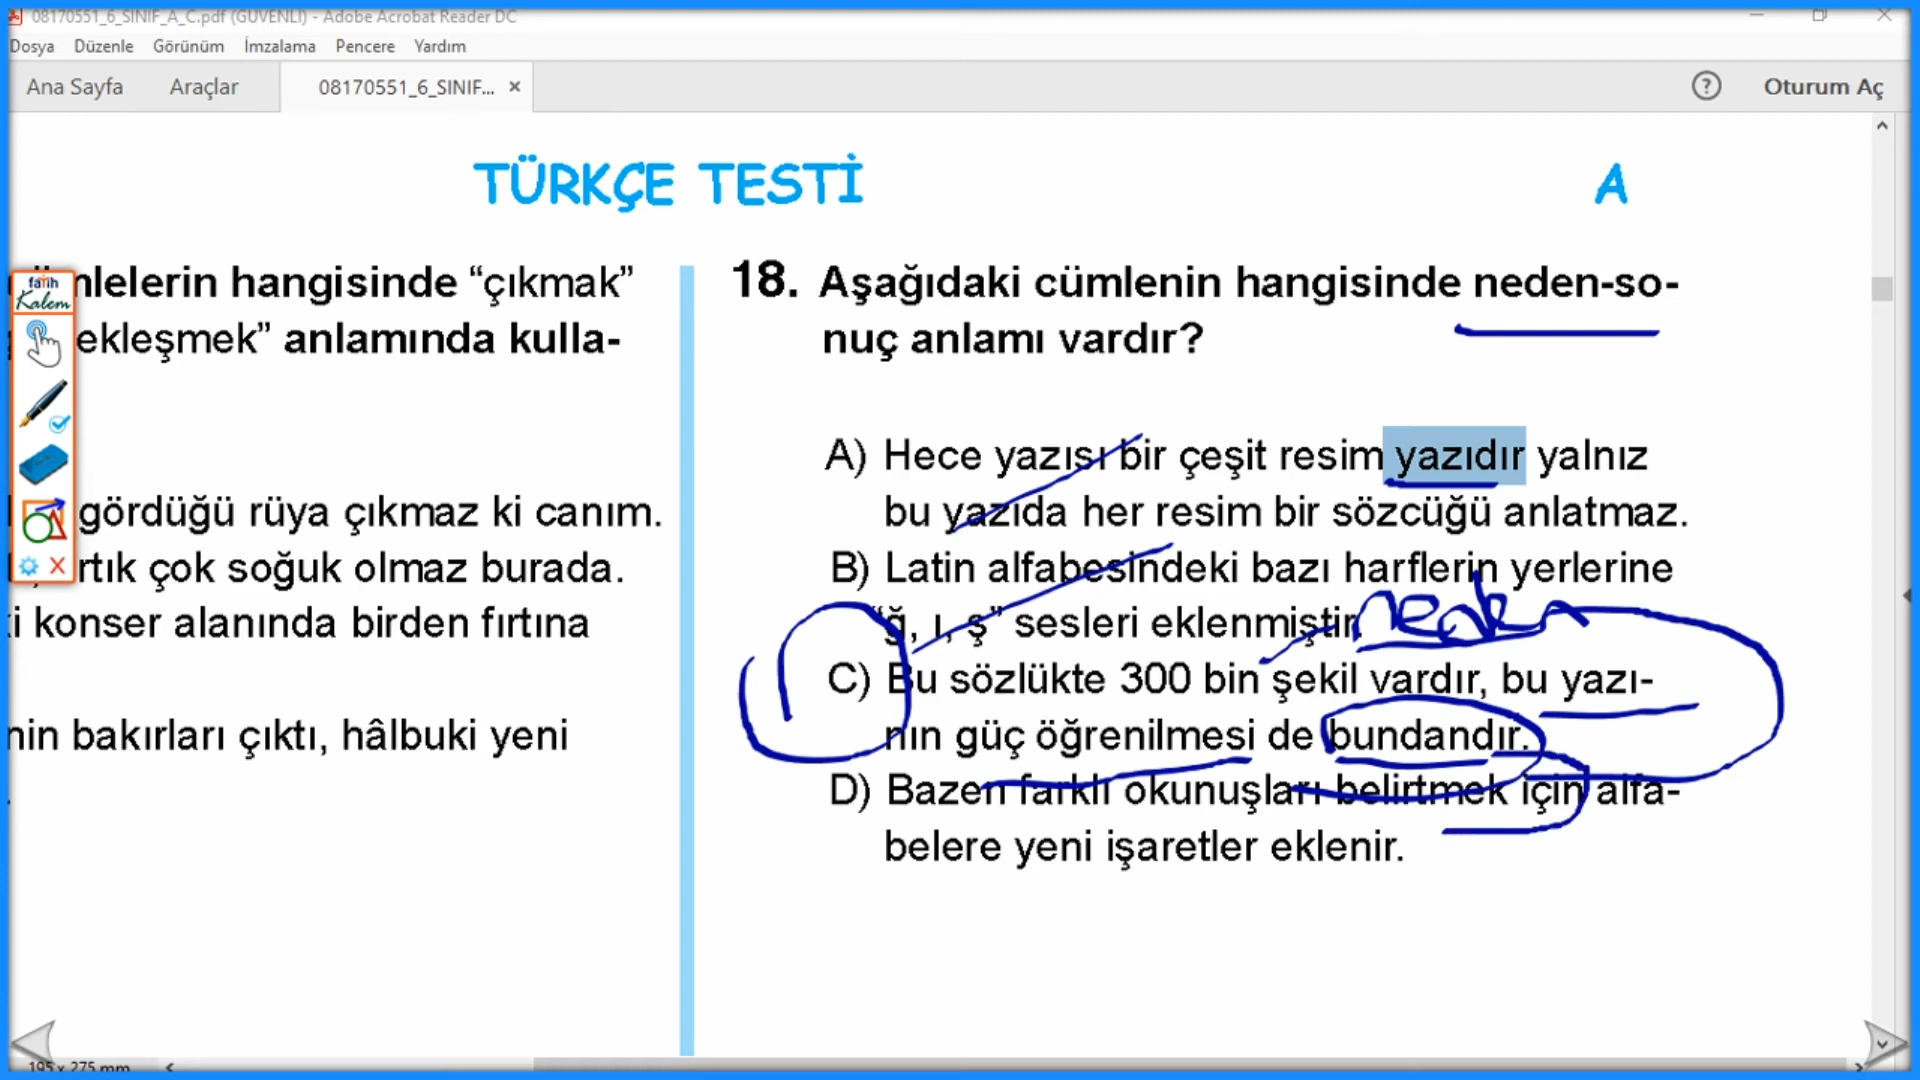 08170551_6_SINIF_A_C.pdf (GÜVENLİ) - Adobe Acrobat Reader DC
Dosya Düzenle Görünüm İmzalama Pencere Yardım
Ana Sayfa Araçlar 08170551_6_SINIF... × Oturum Aç
TÜRKÇE TESTİ A
fatih
Kalem
hangisinde “çıkmak”
anlamında kulla-
gördüğü rüya çıkmaz ki canım.
çok soğuk olmaz burada.
konser alanında birden fırtına
bakırları çıktı, hâlbuki yeni
18. Aşağıdaki cümlenin hangisinde neden-so-
nuç anlamı vardır?
A) Hece yazısı bir çeşit resim yazıdır yalnız
bu yazıda her resim bir sözcüğü anlatmaz.
B) Latin alfabesindeki bazı harflerin yerlerine
“ğ, ı, ş” sesleri eklenmiştir.
neden
C) Bu sözlükte 300 bin şekil vardır, bu yazı-
nın güç öğrenilmesi de bundandır.
D) Bazen farklı okunuşları belirtmek için alfa-
belere yeni işaretler eklenir.
195 x 275 mm